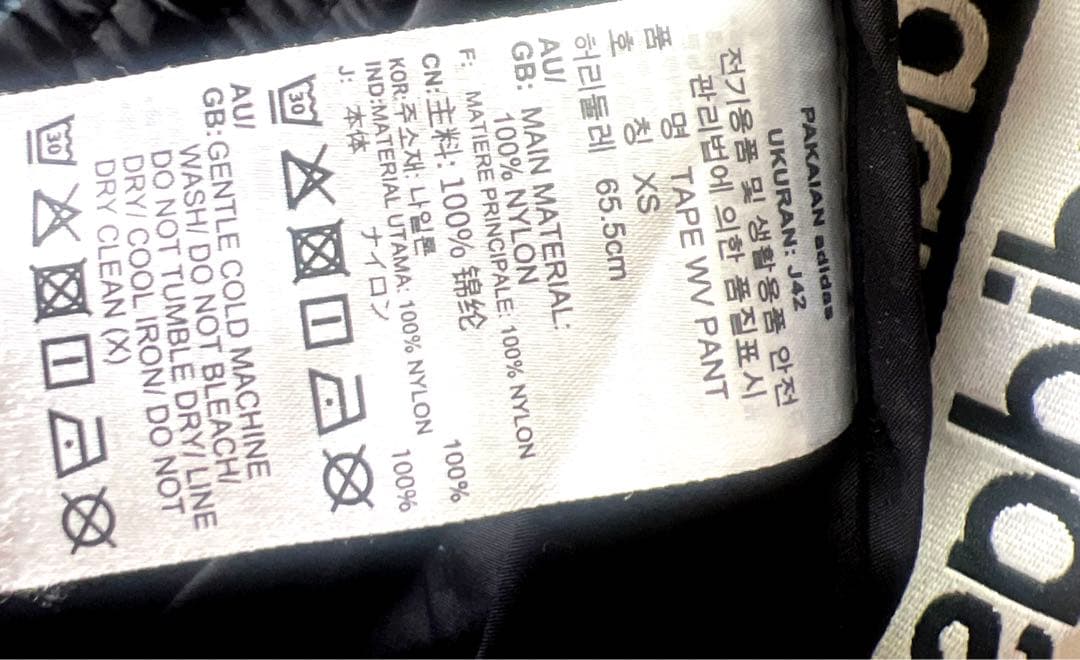 PAKAIAN adidas
UKURAN: J42
전기용품 및 생활용품 안전
관리법에 의한 품질표시
품 명 TAPE WV PANT
호 칭 XS
허리둘레 65.5cm
AU/
GB: MAIN MATERIAL:
100% NYLON
F: MATIERE PRINCIPALE: 100% NYLON
CN: 主料: 100% 锦纶
KOR: 주소재: 나일론 100%
IND:MATERIAL UTAMA: 100% NYLON
J: 本体 ナイロン 100%
30
AU/
GB:GENTLE COLD MACHINE
WASH/ DO NOT BLEACH/
DO NOT TUMBLE DRY/ LINE
DRY/ COOL IRON/ DO NOT
DRY CLEAN (X)
30